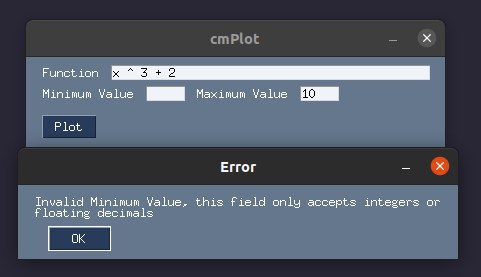 cmPlot
Function x ^ 3 + 2
Minimum Value Maximum Value 10
Plot
Error
Invalid Minimum Value, this field only accepts integers or
floating decimals
OK